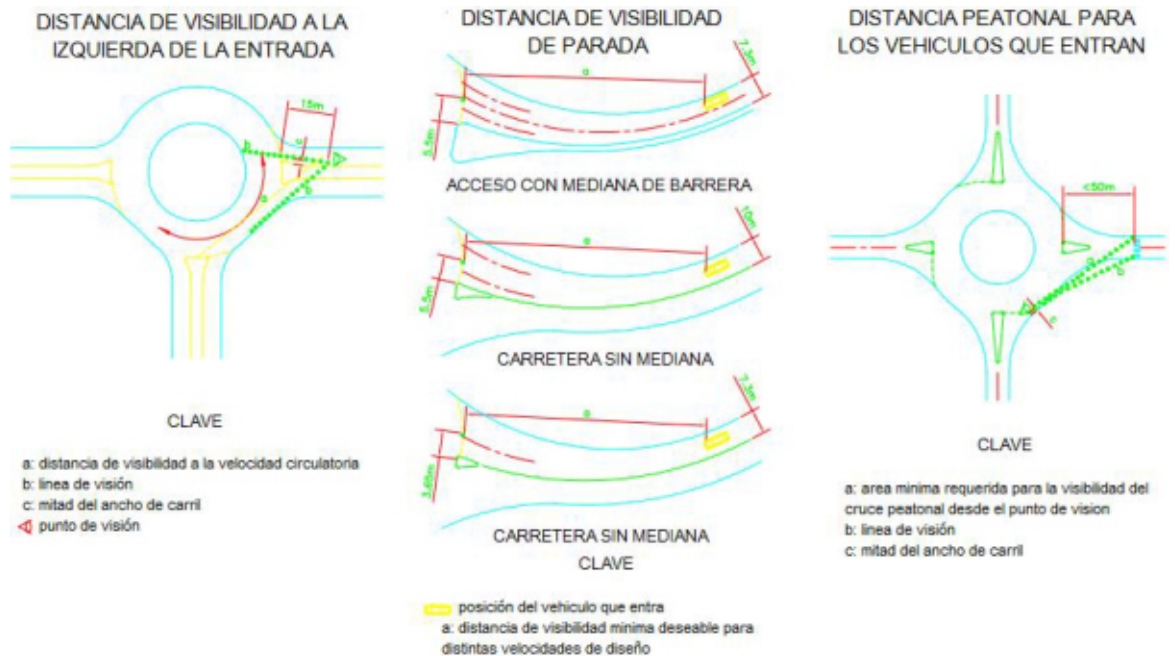 DISTANCIA DE VISIBILIDAD A LA
IZQUIERDA DE LA ENTRADA
15m
c
b
a
b
CLAVE
a: distancia de visibilidad a la velocidad circulatoria
b: linea de visión
c: mitad del ancho de carril
punto de visión
DISTANCIA DE VISIBILIDAD
DE PARADA
a
7.3m
5.5m
ACCESO CON MEDIANA DE BARRERA
a
10m
5.5m
CARRETERA SIN MEDIANA
a
7.3m
3.65m
CARRETERA SIN MEDIANA
CLAVE
posición del vehiculo que entra
a: distancia de visibilidad minima deseable para
distintas velocidades de diseño
DISTANCIA PEATONAL PARA
LOS VEHICULOS QUE ENTRAN
<50m
a
b
c
CLAVE
a: area minima requerida para la visibilidad del
cruce peatonal desde el punto de vision
b: linea de visión
c: mitad del ancho de carril